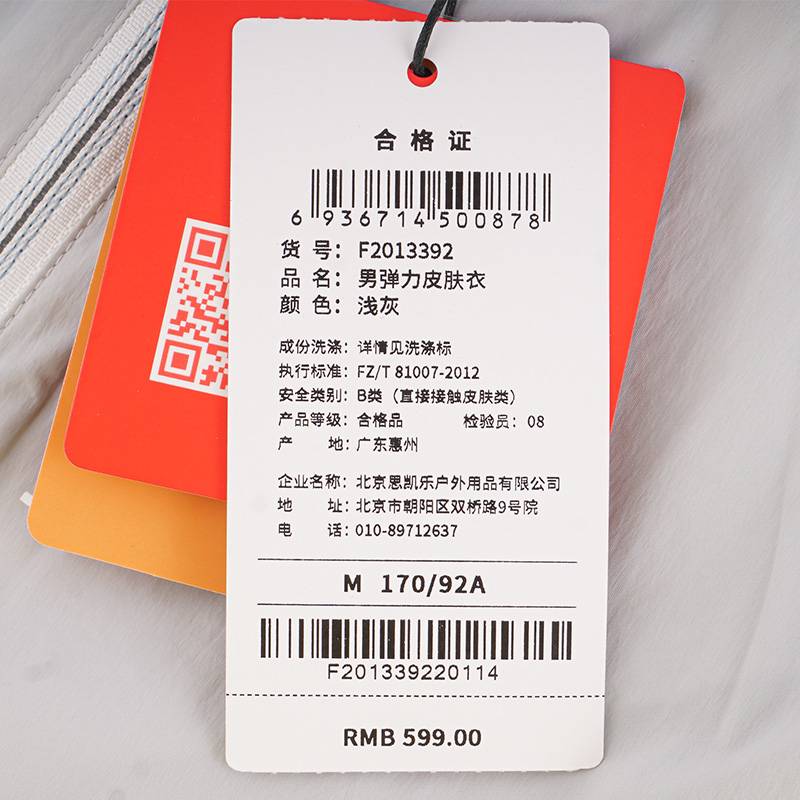 合格证
6 936714 500878
货 号： F2013392
品 名： 男弹力皮肤衣
颜 色： 浅灰
成份洗涤： 详情见洗涤标
执行标准： FZ/T 81007-2012
安全类别： B类（直接接触皮肤类）
产品等级： 合格品 检验员： 08
产 地： 广东惠州
企业名称： 北京思凯乐户外用品有限公司
地 址： 北京市朝阳区双桥路9号院
电 话： 010-89712637
M 170/92A
F201339220114
RMB 599.00